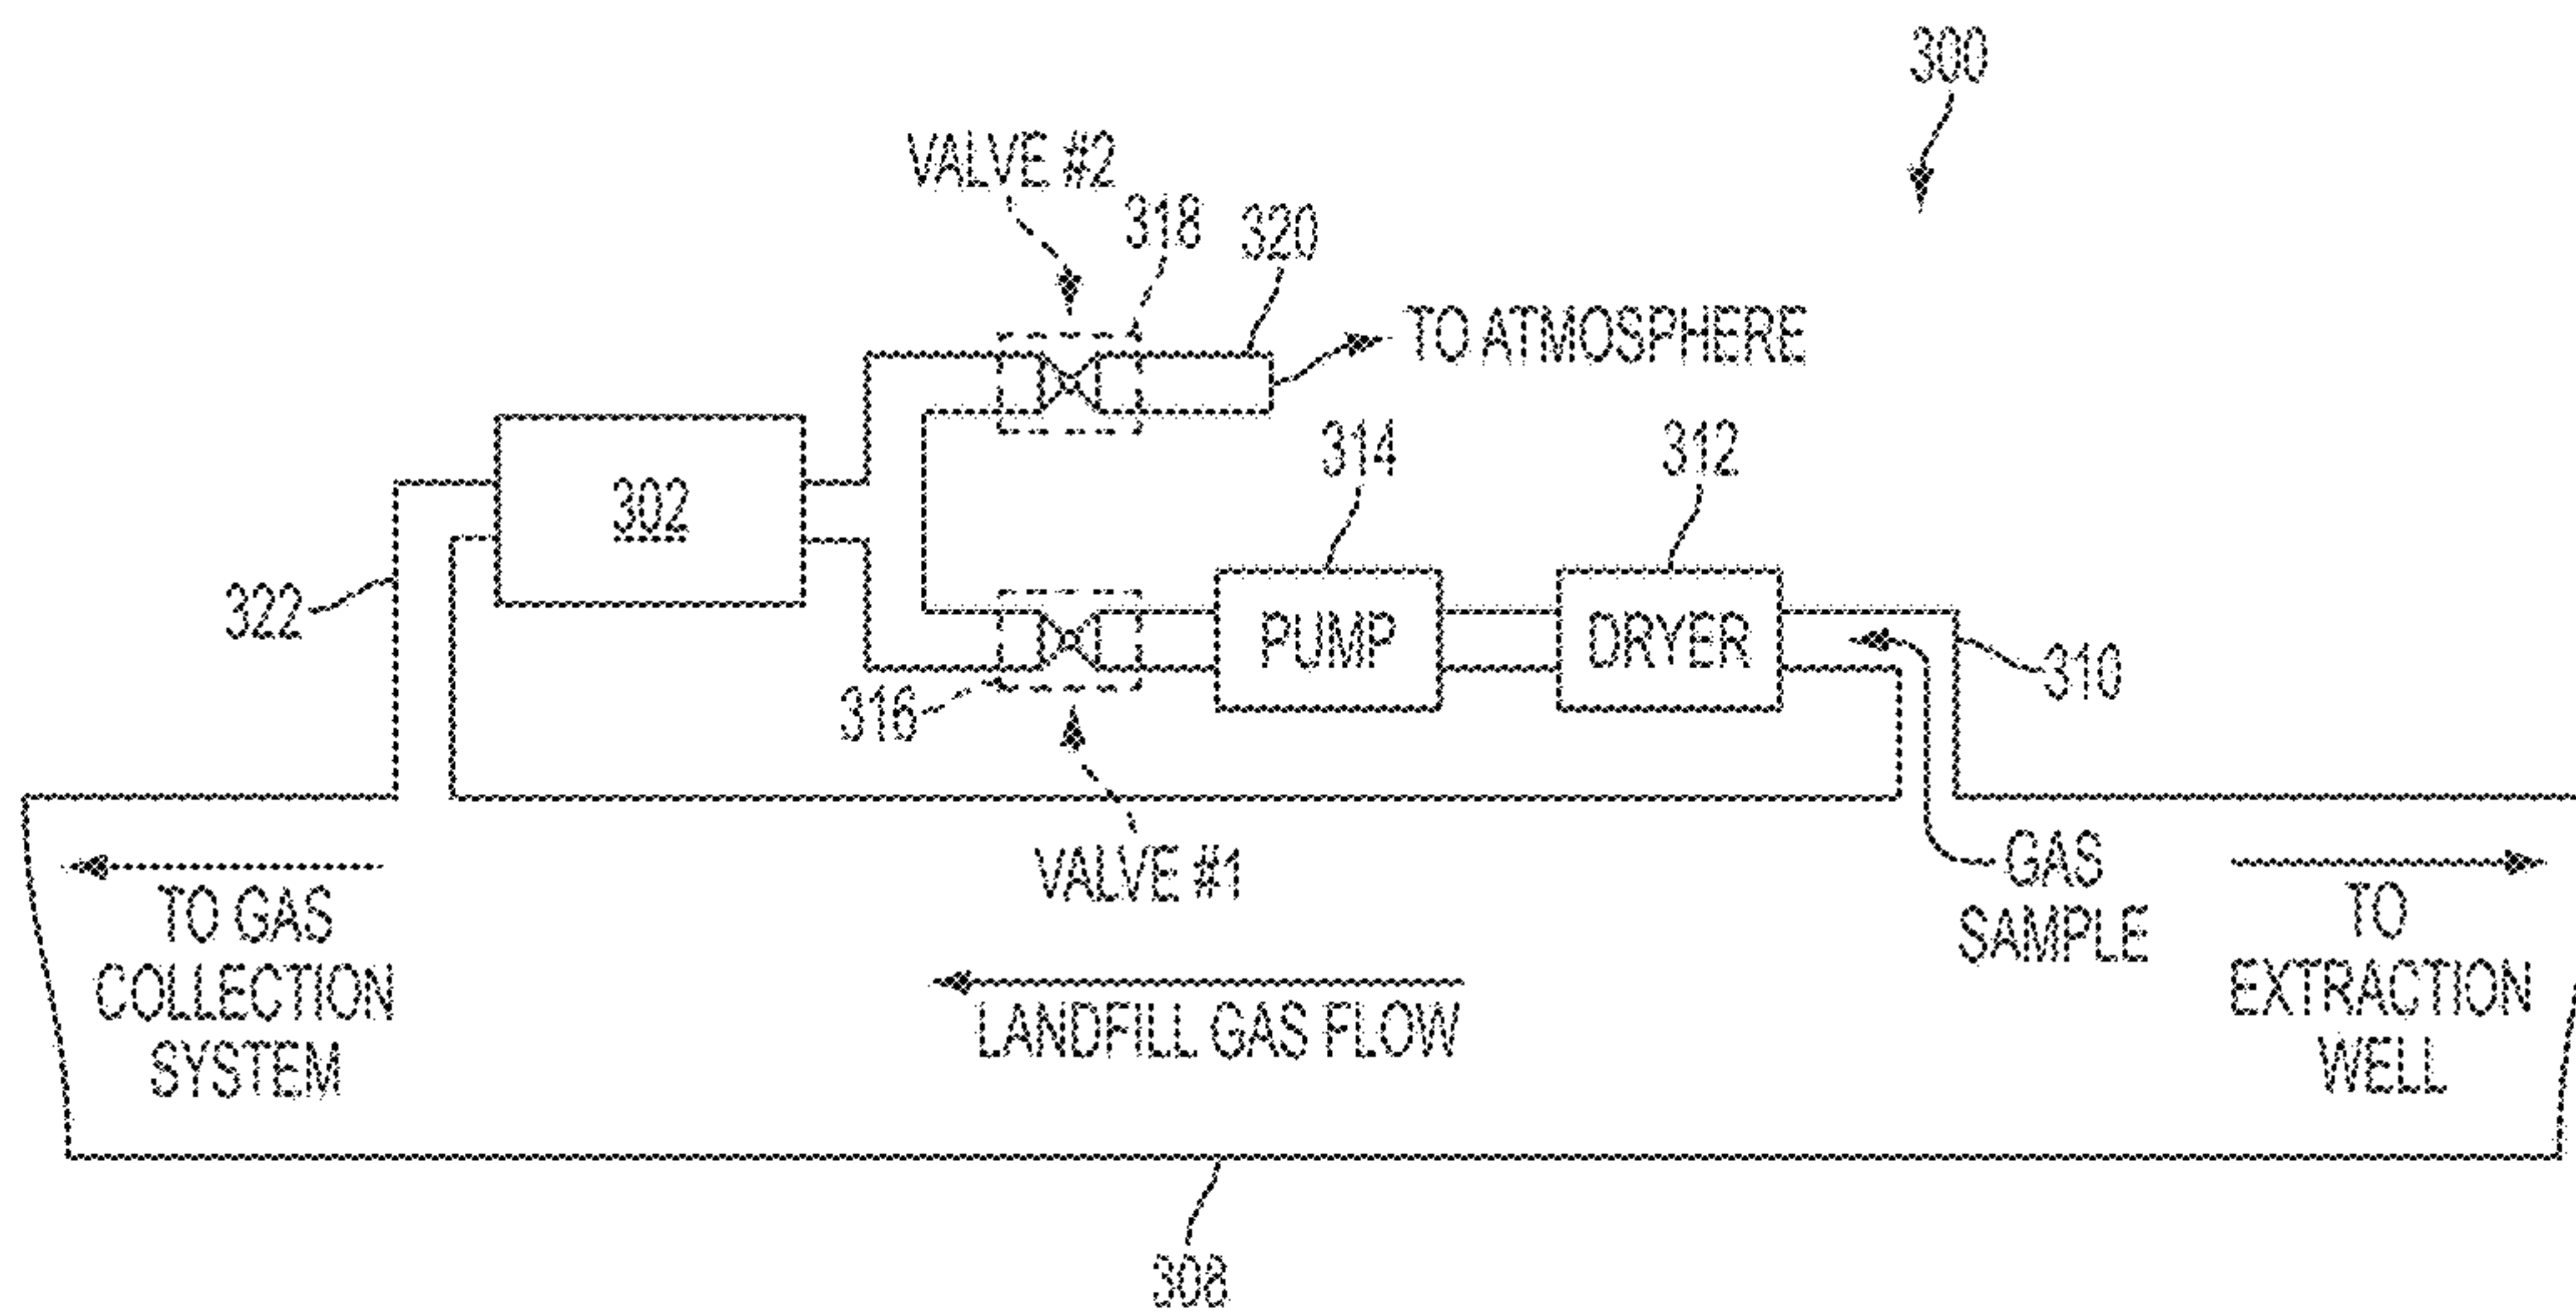 300
VALVE #2
318
320
TO ATMOSPHERE
314
312
302
322
PUMP
DRYER
310
316
VALVE #1
GAS
SAMPLE
TO GAS
COLLECTION
SYSTEM
LANDFILL GAS FLOW
TO
EXTRACTION
WELL
308